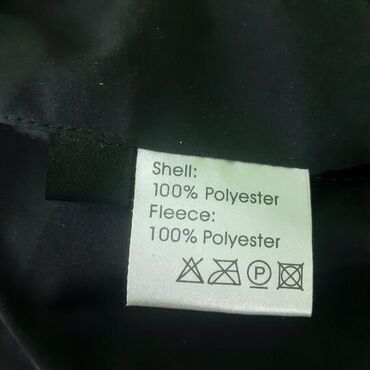 Shell:
100% Polyester
Fleece:
100% Polyester
P